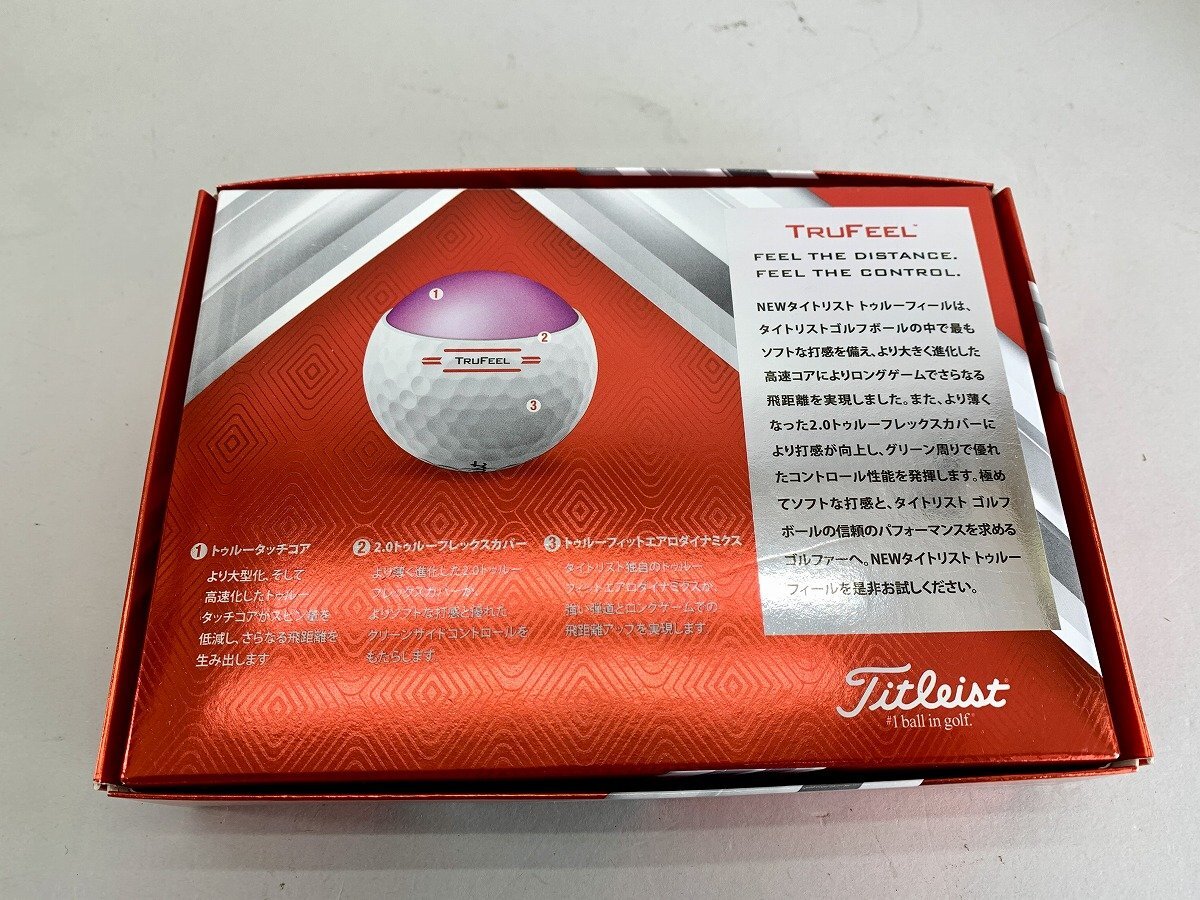 TRUFEEL™
FEEL THE DISTANCE.
FEEL THE CONTROL.
NEWタイトリスト トゥルーフィールは、
タイトリストゴルフボールの中で最も
ソフトな打感を備え、より大きく進化した
高速コアによりロングゲームでさらなる
飛距離を実現しました。また、より薄く
なった2.0トゥルーフレックスカバーに
より打感が向上し、グリーン周りで優れ
たコントロール性能を発揮します。極め
てソフトな打感と、タイトリスト ゴルフ
ボールの信頼のパフォーマンスを求める
ゴルファーへ。NEWタイトリスト トゥルー
フィールを是非お試しください。
1
2
TRUFEEL
3
1 トゥルータッチコア
より大型化、そして
高速化したトゥルー
タッチコアがスピン量を
低減し、さらなる飛距離を
生み出します
2 2.0トゥルーフレックスカバー
より薄く進化した2.0トゥルー
フレックスカバーが、
よりソフトな打感と優れた
グリーンサイドコントロールを
もたらします
3 トゥルーフィットエアロダイナミクス
タイトリスト独自のトゥルー
フィットエアロダイナミクスが
強い弾道とロングゲームでの
飛距離アップを実現します。
Titleist
#1 ball in golf.